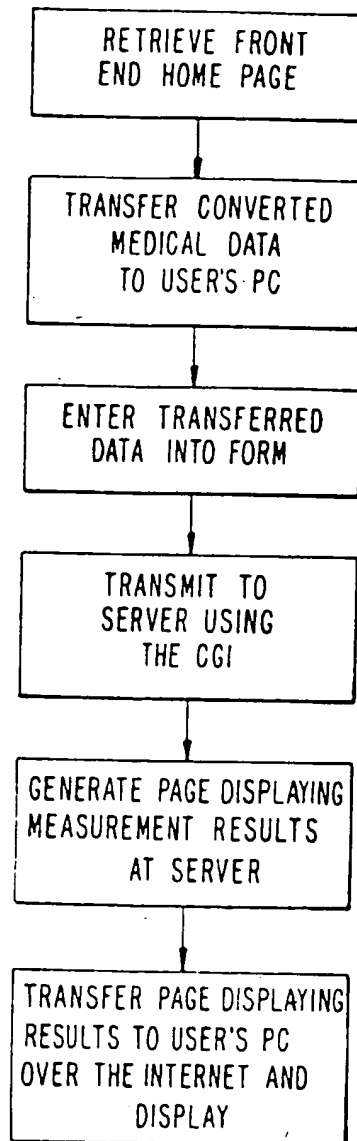 RETRIEVE FRONT
END HOME PAGE
TRANSFER CONVERTED
MEDICAL DATA
TO USER'S PC
ENTER TRANSFERRED
DATA INTO FORM
TRANSMIT TO
SERVER USING
THE CGI
GENERATE PAGE DISPLAYING
MEASUREMENT RESULTS
AT SERVER
TRANSFER PAGE DISPLAYING
RESULTS TO USER'S PC
OVER THE INTERNET AND
DISPLAY